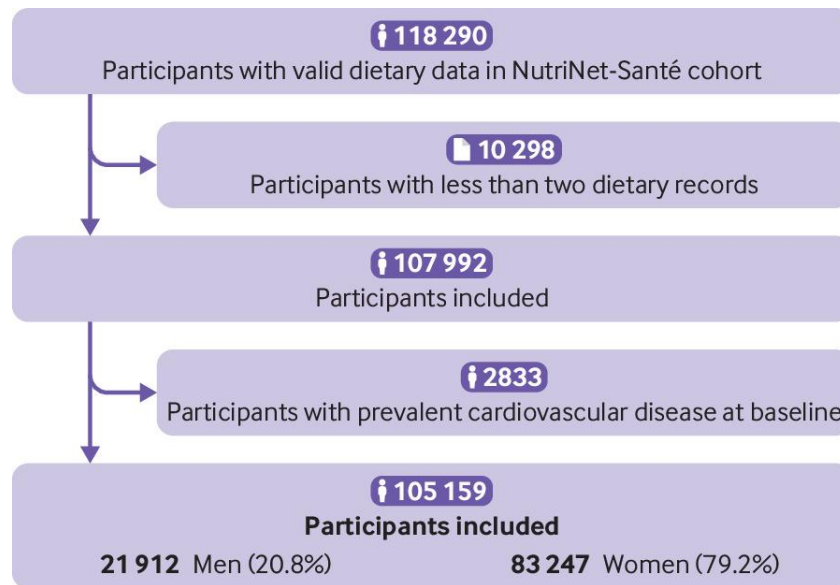 118 290
Participants with valid dietary data in NutriNet-Santé cohort
10 298
Participants with less than two dietary records
107 992
Participants included
2833
Participants with prevalent cardiovascular disease at baseline
105 159
Participants included
21 912 Men (20.8%) 83 247 Women (79.2%)